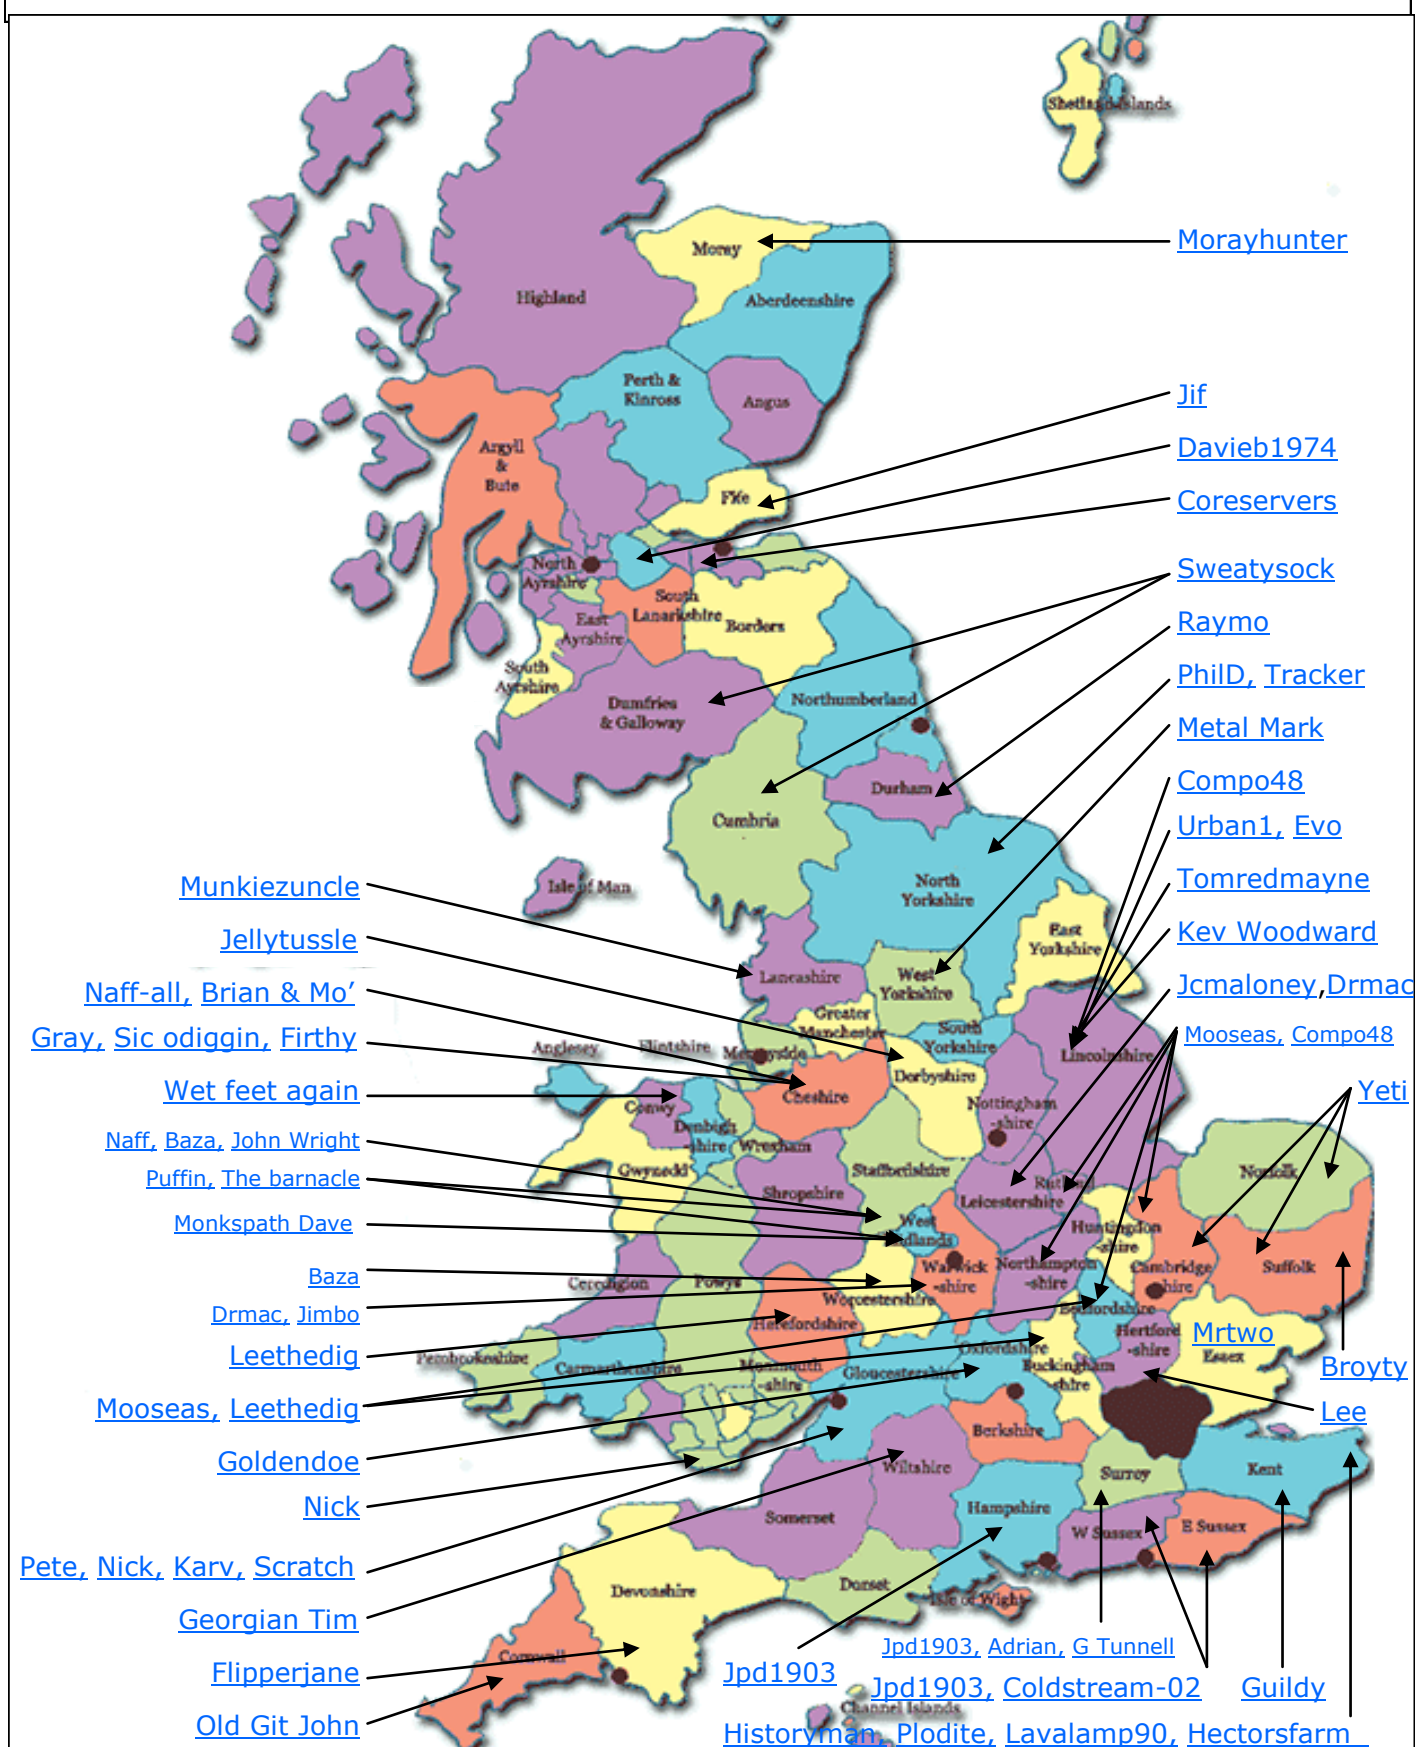 Shetland Islands
Morayhunter
Moray
Highland
Aberdeenshire
Perth &
Kinross
Jif
Angus
Argyll
&
Bute
Davieb1974
Fife
Coreservers
North
Ayrshire
Sweatysock
South
Lanarkshire
East
Ayrshire
Borders
Raymo
South
Ayrshire
PhilD, Tracker
Dumfries
& Galloway
Northumberland
Metal Mark
Compo48
Durham
Cumbria
Urban1, Evo
Munkiezuncle
Isle of Man
North
Yorkshire
Tomredmayne
Jellytussle
East
Yorkshire
Kev Woodward
Lancashire
West
Yorkshire
Naff-all, Brian & Mo’
Jcmaloney,Drmac
Greater
Manchester
Gray, Sic odiggin, Firthy
South
Yorkshire
Mooseas, Compo48
Anglesey
Flintshire
Merseyside
Lincolnshire
Derbyshire
Wet feet again
Cheshire
Conwy
Nottingham
-shire
Yeti
Denbigh
-shire
Wrexham
Naff, Baza, John Wright
Gwynedd
Staffordshire
Norfolk
Puffin, The barnacle
Shropshire
Rutland
Leicestershire
Monkspath Dave
West
Midlands
Huntingdon
-shire
Baza
Ceredigion
Powys
Warwick
-shire
Northampton
-shire
Cambridge
-shire
Suffolk
Drmac, Jimbo
Worcestershire
Bedfordshire
Herefordshire
Hertford
-shire
Mrtwo
Essex
Leethedig
Pembrokeshire
Carmarthenshire
Monmouth
-shire
Gloucestershire
Oxfordshire
Buckingham
-shire
Broyty
Mooseas, Leethedig
Lee
Goldendoe
Berkshire
Wiltshire
Surrey
Kent
Nick
Somerset
Hampshire
W Sussex
E Sussex
Pete, Nick, Karv, Scratch
Devonshire
Dorset
Isle of Wight
Georgian Tim
Jpd1903, Adrian, G Tunnell
Cornwall
Flipperjane
Jpd1903
Jpd1903, Coldstream-02
Guildy
Channel Islands
Old Git John
Historyman, Plodite, Lavalamp90, Hectorsfarm